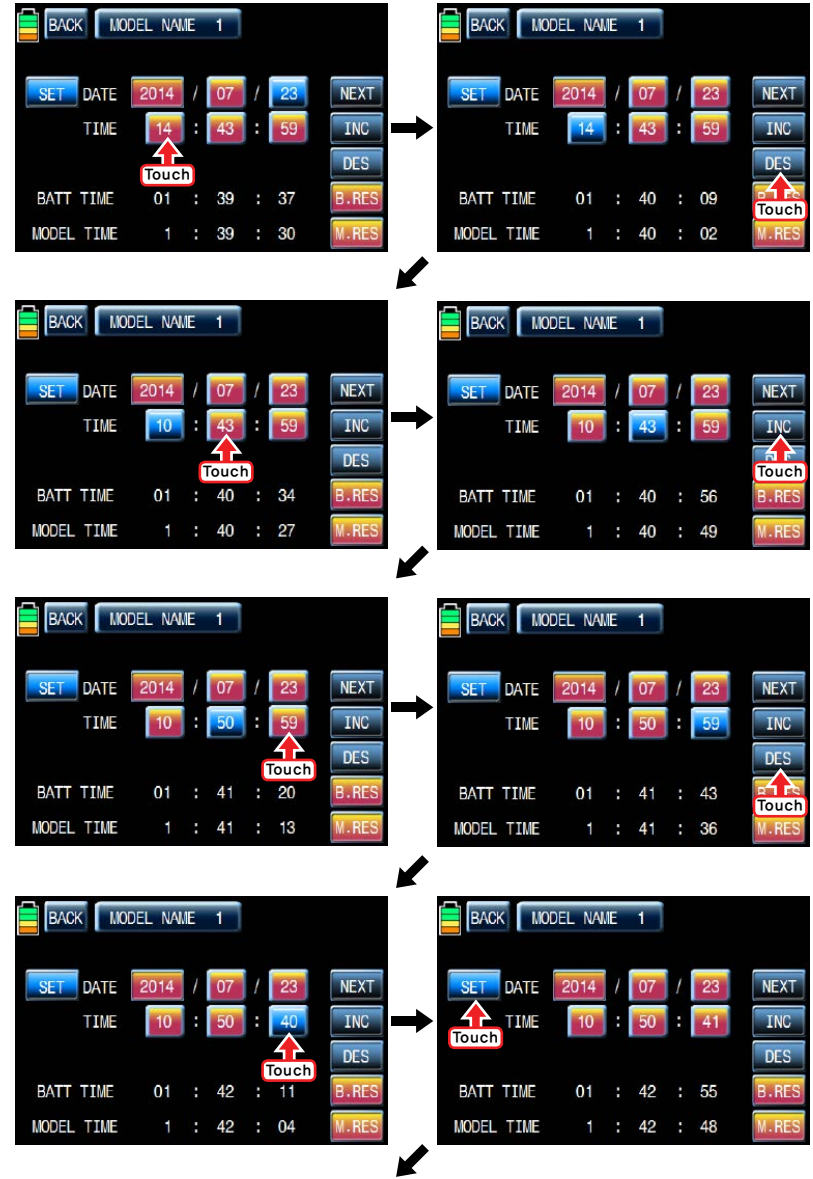 BACK MODEL NAME 1
SET DATE 2014 / 07 / 23 NEXT
TIME 14 : 43 : 59 INC
Touch DES
BATT TIME 01 : 39 : 37 B.RES
MODEL TIME 1 : 39 : 30 M.RES
BACK MODEL NAME 1
SET DATE 2014 / 07 / 23 NEXT
TIME 14 : 43 : 59 INC
DES
BATT TIME 01 : 40 : 09
Touch
MODEL TIME 1 : 40 : 02 M.RES
BACK MODEL NAME 1
SET DATE 2014 / 07 / 23 NEXT
TIME 10 : 43 : 59 INC
Touch DES
BATT TIME 01 : 40 : 34 B.RES
MODEL TIME 1 : 40 : 27 M.RES
BACK MODEL NAME 1
SET DATE 2014 / 07 / 23 NEXT
TIME 10 : 43 : 59 INC
Touch
BATT TIME 01 : 40 : 56 B.RES
MODEL TIME 1 : 40 : 49 M.RES
BACK MODEL NAME 1
SET DATE 2014 / 07 / 23 NEXT
TIME 10 : 50 : 59 INC
Touch DES
BATT TIME 01 : 41 : 20 B.RES
MODEL TIME 1 : 41 : 13 M.RES
BACK MODEL NAME 1
SET DATE 2014 / 07 / 23 NEXT
TIME 10 : 50 : 59 INC
DES
BATT TIME 01 : 41 : 43
Touch
MODEL TIME 1 : 41 : 36 M.RES
BACK MODEL NAME 1
SET DATE 2014 / 07 / 23 NEXT
TIME 10 : 50 : 40 INC
Touch DES
BATT TIME 01 : 42 : 11 B.RES
MODEL TIME 1 : 42 : 04 M.RES
BACK MODEL NAME 1
SET DATE 2014 / 07 / 23 NEXT
TIME 10 : 50 : 41 INC
Touch DES
BATT TIME 01 : 42 : 55 B.RES
MODEL TIME 1 : 42 : 48 M.RES